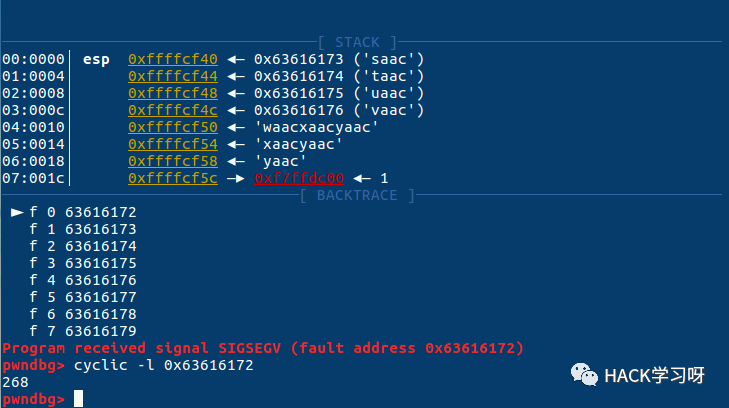 [ STACK ]
00:0000│ esp 0xffffcf40 ◂— 0x63616173 ('saac')
01:0004│ 0xffffcf44 ◂— 0x63616174 ('taac')
02:0008│ 0xffffcf48 ◂— 0x63616175 ('uaac')
03:000c│ 0xffffcf4c ◂— 0x63616176 ('vaac')
04:0010│ 0xffffcf50 ◂— 'waacxaacyaac'
05:0014│ 0xffffcf54 ◂— 'xaacyaac'
06:0018│ 0xffffcf58 ◂— 'yaac'
07:001c│ 0xffffcf5c —▸ 0xf7ffdc00 ◂— 1
[ BACKTRACE ]
► f 0 63616172
f 1 63616173
f 2 63616174
f 3 63616175
f 4 63616176
f 5 63616177
f 6 63616178
f 7 63616179
Program received signal SIGSEGV (fault address 0x63616172)
pwndbg> cyclic -l 0x63616172
268
pwndbg>
HACK学习呀